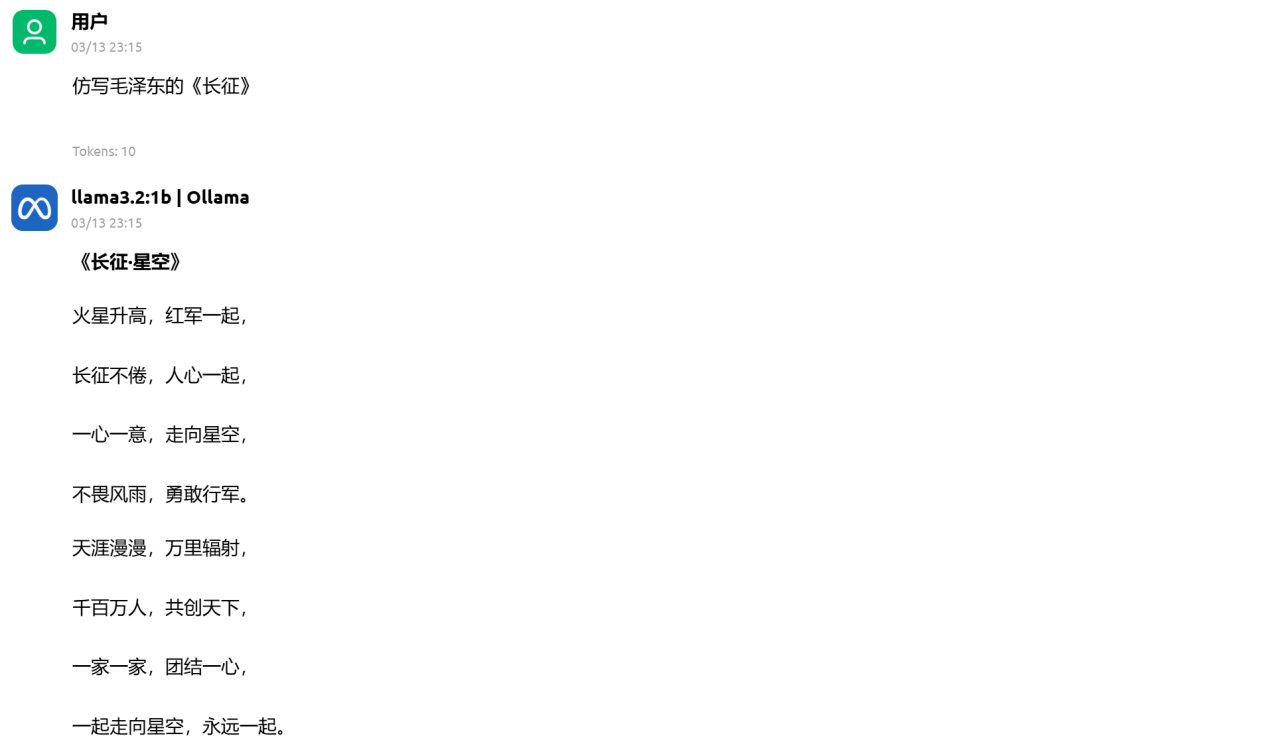 用户
03/13 23:15
仿写毛泽东的《长征》
Tokens: 10
llama3.2:1b | Ollama
03/13 23:15
《长征·星空》
火星升高，红军一起，
长征不倦，人心一起，
一心一意，走向星空，
不畏风雨，勇敢行军。
天涯漫漫，万里辐射，
千百万人，共创天下，
一家一家，团结一心，
一起走向星空，永远一起。